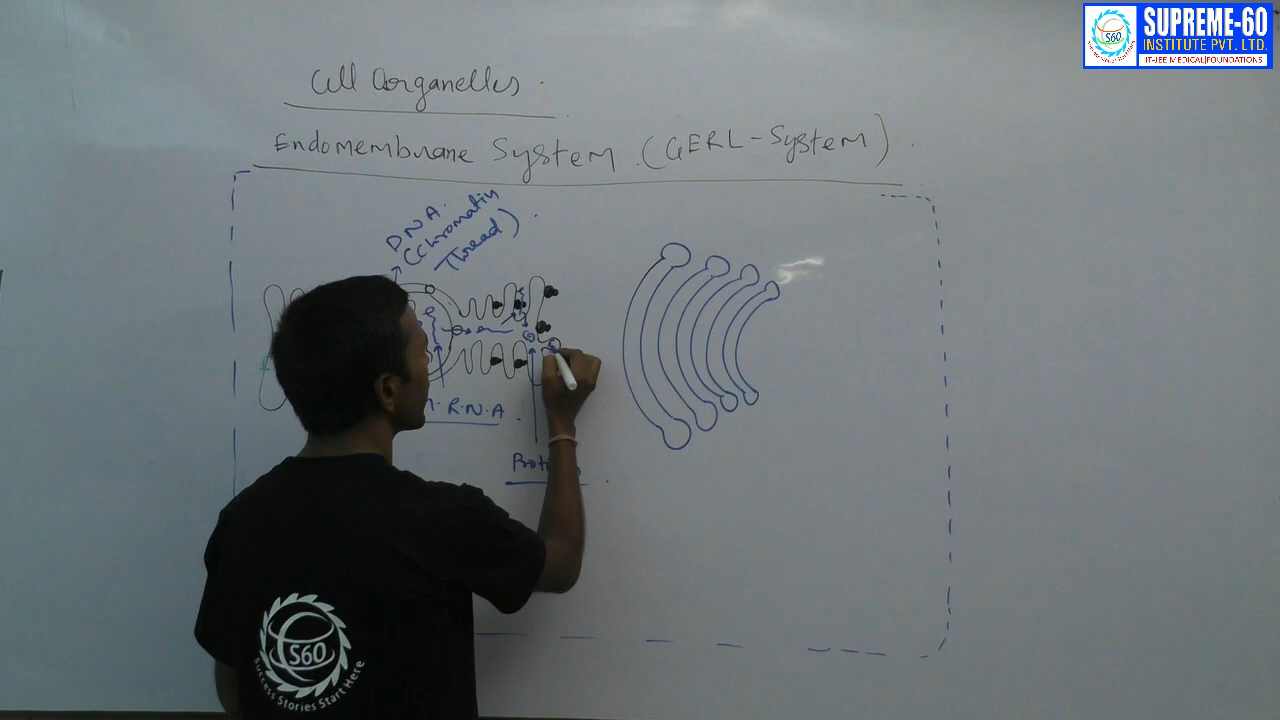 SUPREME-60
INSTITUTE PVT. LTD.
IIT-JEE|MEDICAL|FOUNDATIONS
S60
Cell Organelles.
Endomembrane System. (GERL-System).
DNA.
(Chromatin
Thread).
R.N.A.
S60
Success Stories Start Here